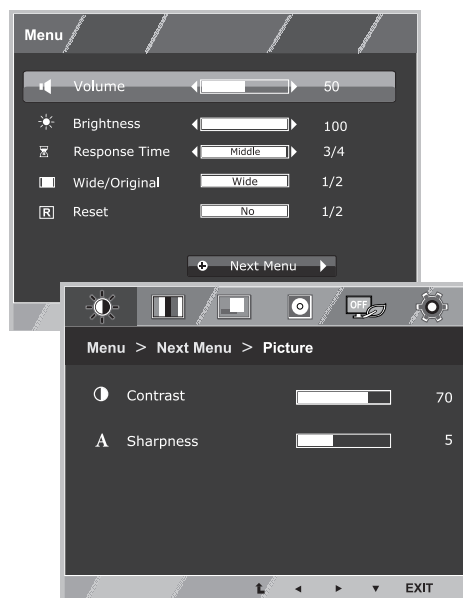 Menu
Volume 50
Brightness 100
Response Time Middle 3/4
Wide/Original Wide 1/2
R Reset No 1/2
Next Menu
OFF
Menu > Next Menu > Picture
Contrast 70
A Sharpness 5
EXIT